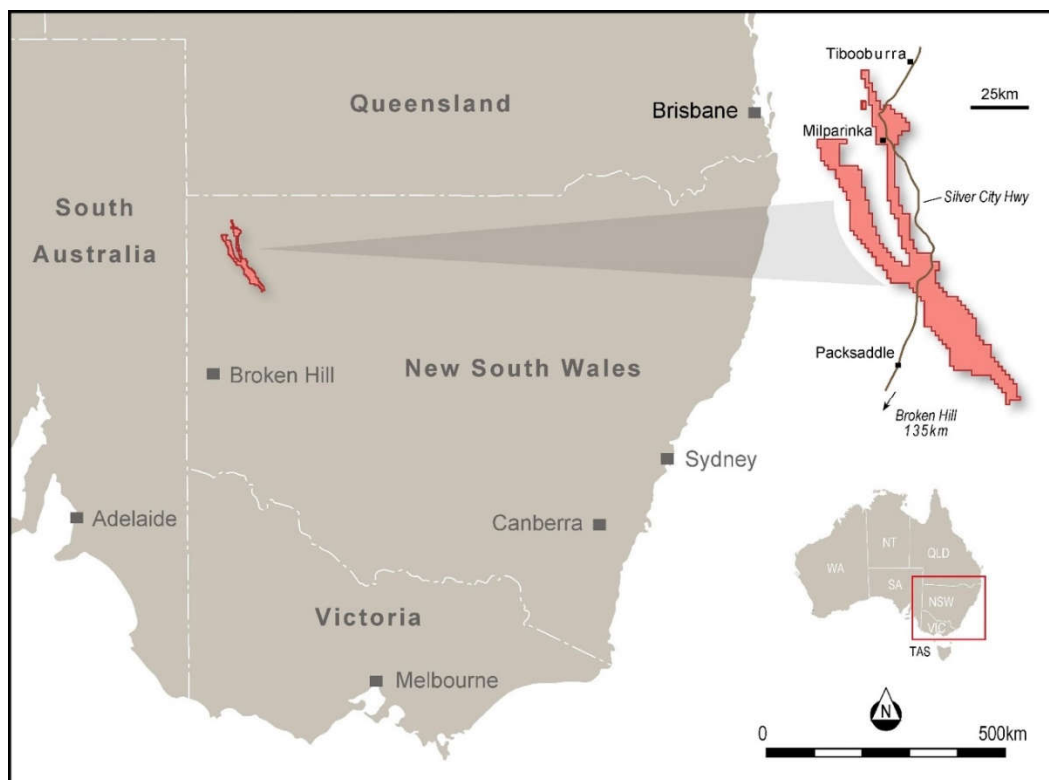 Queensland
Brisbane
South
Australia
Broken Hill
New South Wales
Sydney
Adelaide
Canberra
Victoria
Melbourne
Tibooburra
25km
Milparinka
Silver City Hwy
Packsaddle
Broken Hill
135km
NT
QLD
WA
SA
NSW
VIC
TAS
N
0
500km